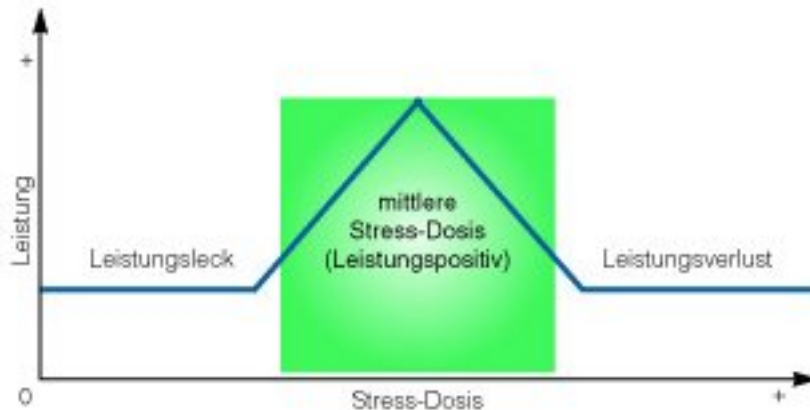 +
Leistung
Leistungsleck
mittlere
Stress-Dosis
(Leistungspositiv)
Leistungsverlust
0
Stress-Dosis
+